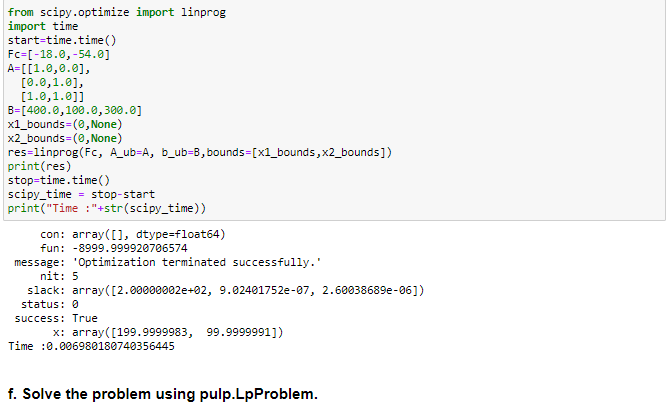 from scipy.optimize import linprog
import time
start=time.time()
Fc=[-18.0,-54.0]
A=[[1.0,0.0],
  [0.0,1.0],
  [1.0,1.0]]
B=[400.0,100.0,300.0]
x1_bounds=(0,None)
x2_bounds=(0,None)
res=linprog(Fc, A_ub=A, b_ub=B,bounds=[x1_bounds,x2_bounds])
print(res)
stop=time.time()
scipy_time = stop-start
print("Time :"+str(scipy_time))
     con: array([], dtype=float64)
     fun: -8999.999920706574
 message: 'Optimization terminated successfully.'
     nit: 5
   slack: array([2.00000002e+02, 9.02401752e-07, 2.60038689e-06])
  status: 0
 success: True
       x: array([199.9999983,  99.9999991])
Time :0.006980180740356445
f. Solve the problem using pulp.LpProblem.